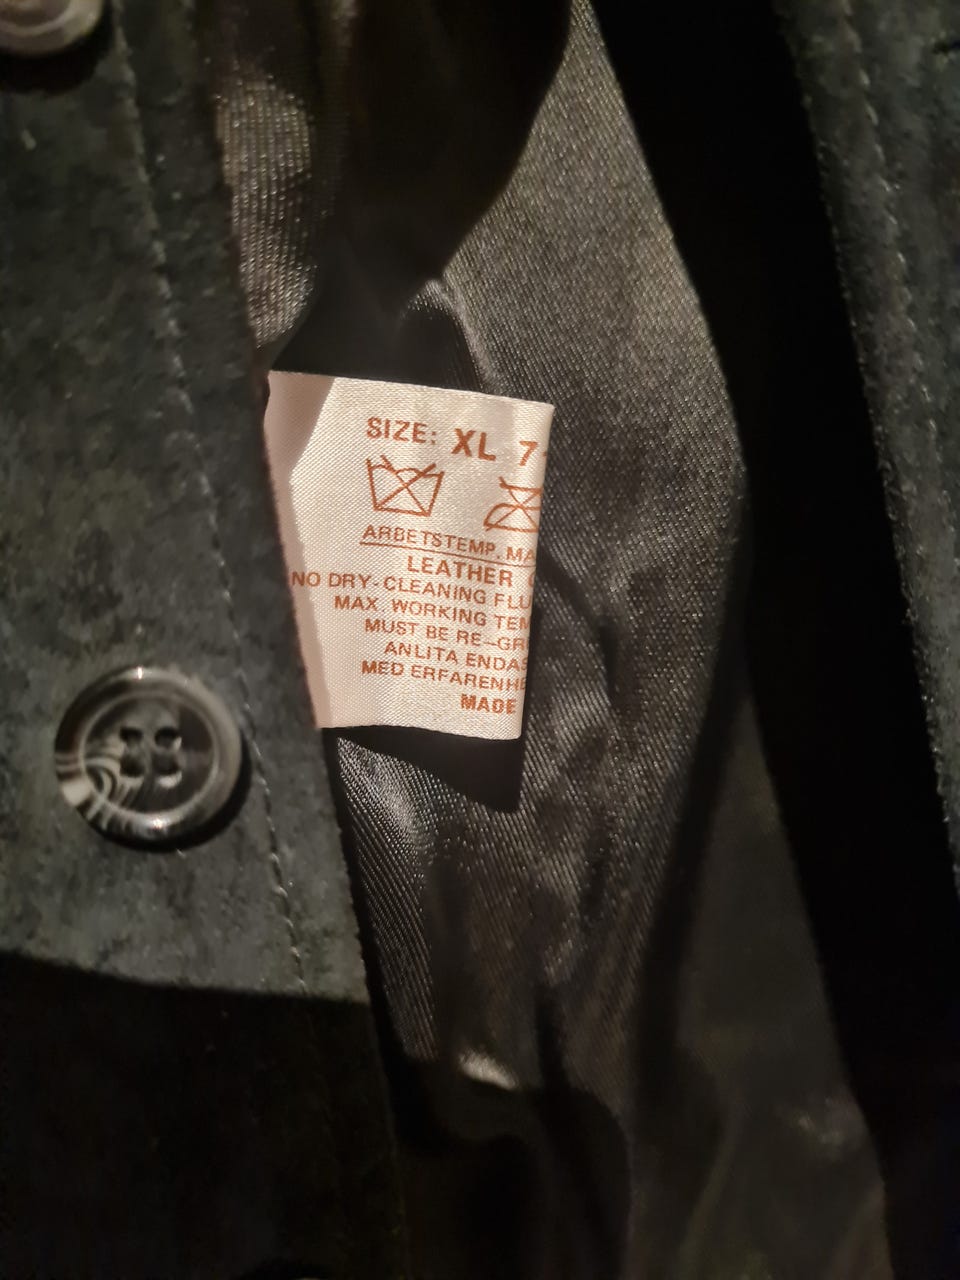 SIZE: XL 7
ARBETSTEMP. MA
LEATHER
NO DRY-CLEANING FLU
MAX. WORKING TEM
MUST BE RE-GR
ANLITA ENDAS
MED ERFARENHE
MADE